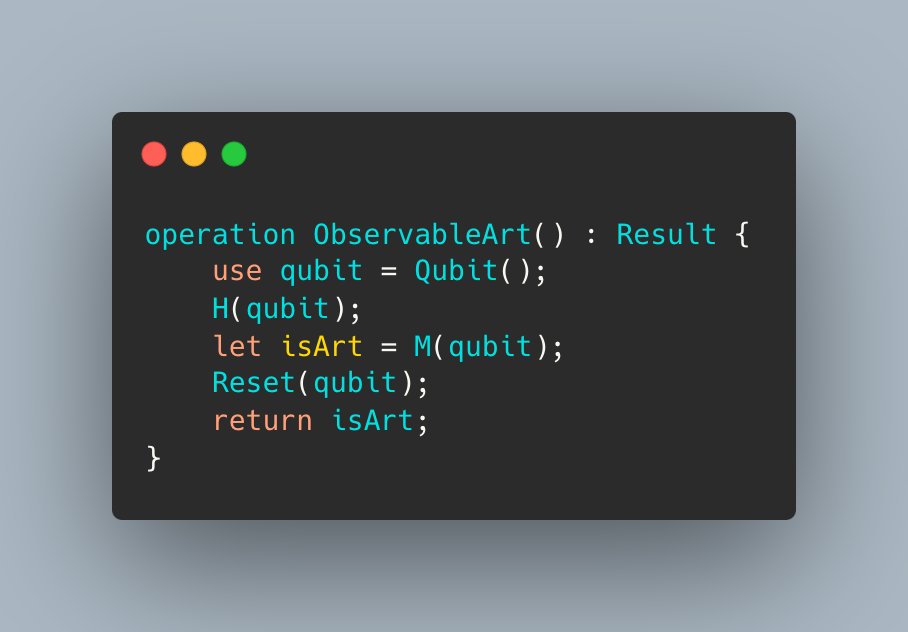 operation ObservableArt() : Result {
    use qubit = Qubit();
    H(qubit);
    let isArt = M(qubit);
    Reset(qubit);
    return isArt;
}